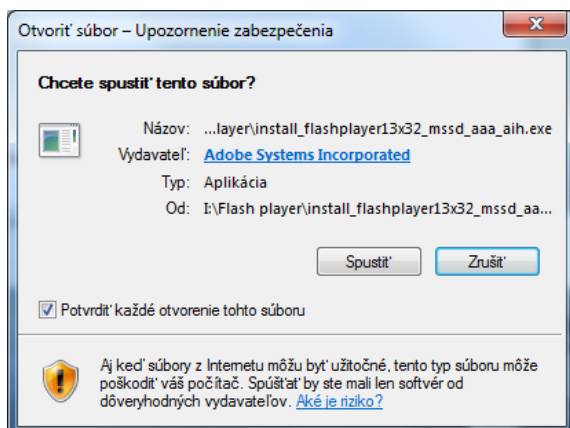 Otvoriť súbor – Upozornenie zabezpečenia
Chcete spustiť tento súbor?
Názov: ...layer\install_flashplayer13x32_mssd_aaa_aih.exe
Vydavateľ: Adobe Systems Incorporated
Typ: Aplikácia
Od: I:\Flash player\install_flashplayer13x32_mssd_aa...
Spustiť Zrušiť
Potvrdiť každé otvorenie tohto súboru
Aj keď súbory z Internetu môžu byť užitočné, tento typ súboru môže
poškodiť váš počítač. Spúšťať by ste mali len softvér od
dôveryhodných vydavateľov. Aké je riziko?